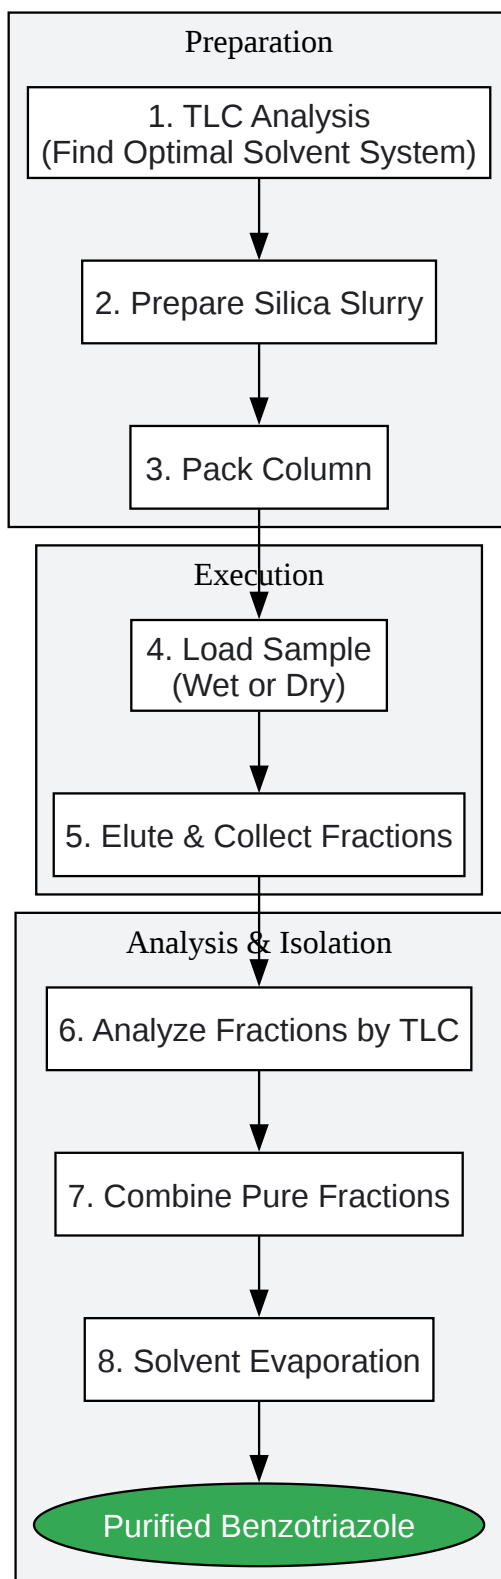 Preparation
1. TLC Analysis
(Find Optimal Solvent System)
2. Prepare Silica Slurry
3. Pack Column
Execution
4. Load Sample
(Wet or Dry)
5. Elute & Collect Fractions
Analysis & Isolation
6. Analyze Fractions by TLC
7. Combine Pure Fractions
8. Solvent Evaporation
Purified Benzotriazole